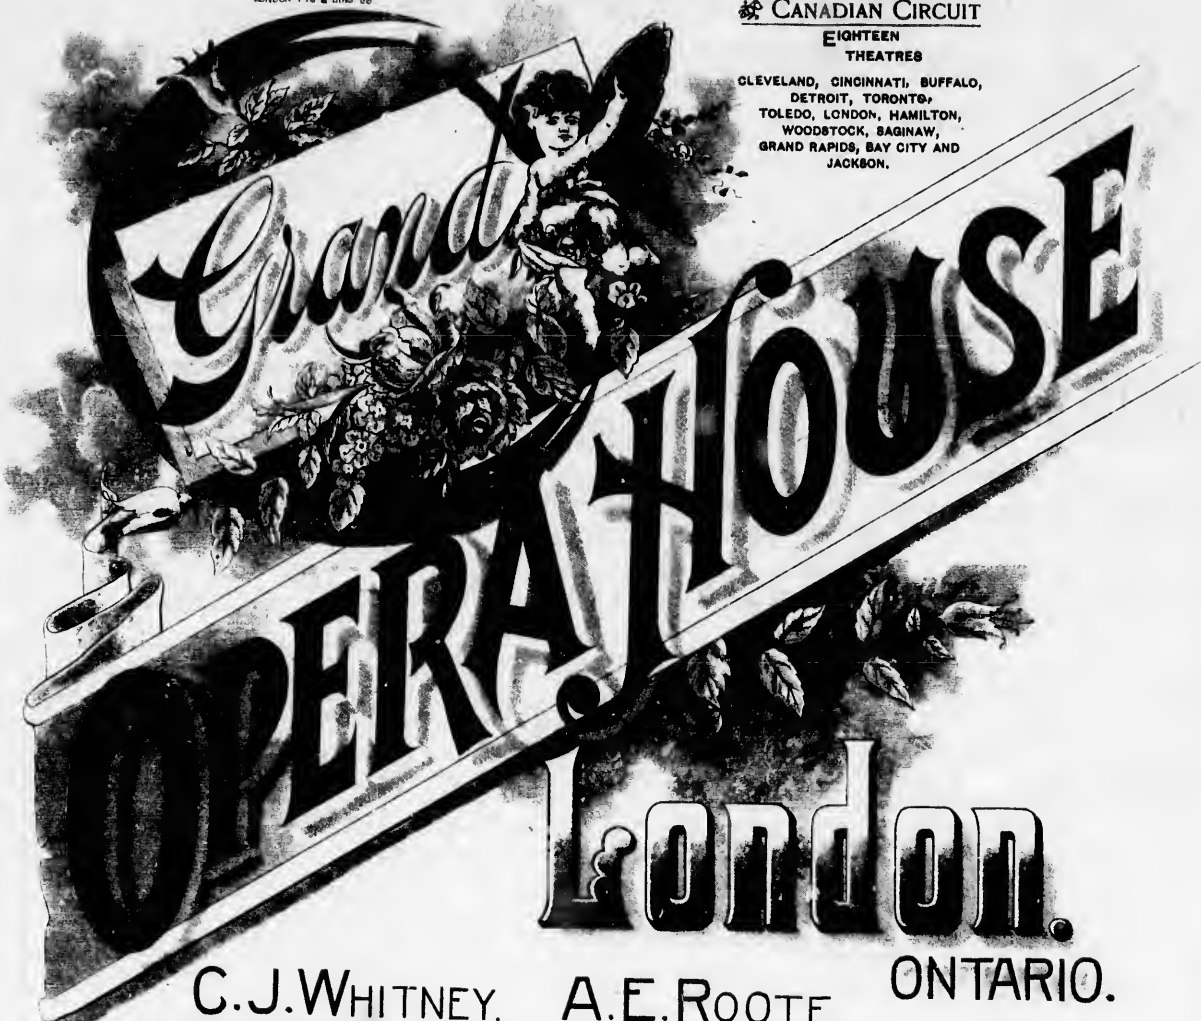 CANADIAN CIRCUIT
EIGHTEEN
THEATRES
CLEVELAND, CINCINNATI, BUFFALO,
DETROIT, TORONTO,
TOLEDO, LONDON, HAMILTON,
WOODSTOCK, SAGINAW,
GRAND RAPIDS, BAY CITY AND
JACKSON.
Grand
OPERA HOUSE
London.
ONTARIO.
C.J. WHITNEY. A.E. ROOTE